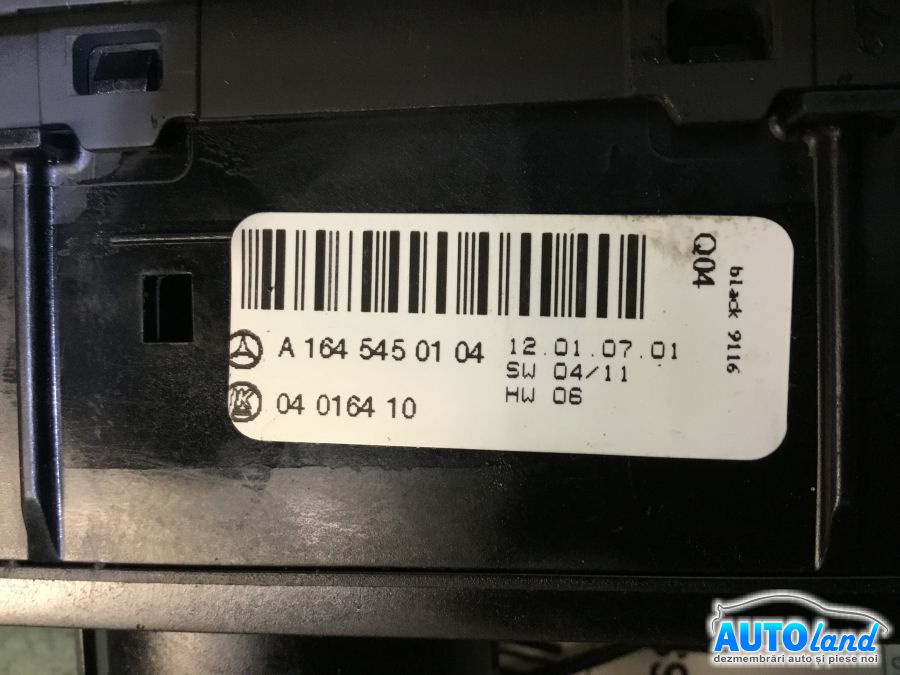 A 164 545 01 04
04 0164 10
12.01.07.01
SW 04/11
HW 06
Q04
black 9116
AUTOland
dezmembrări auto și piese noi